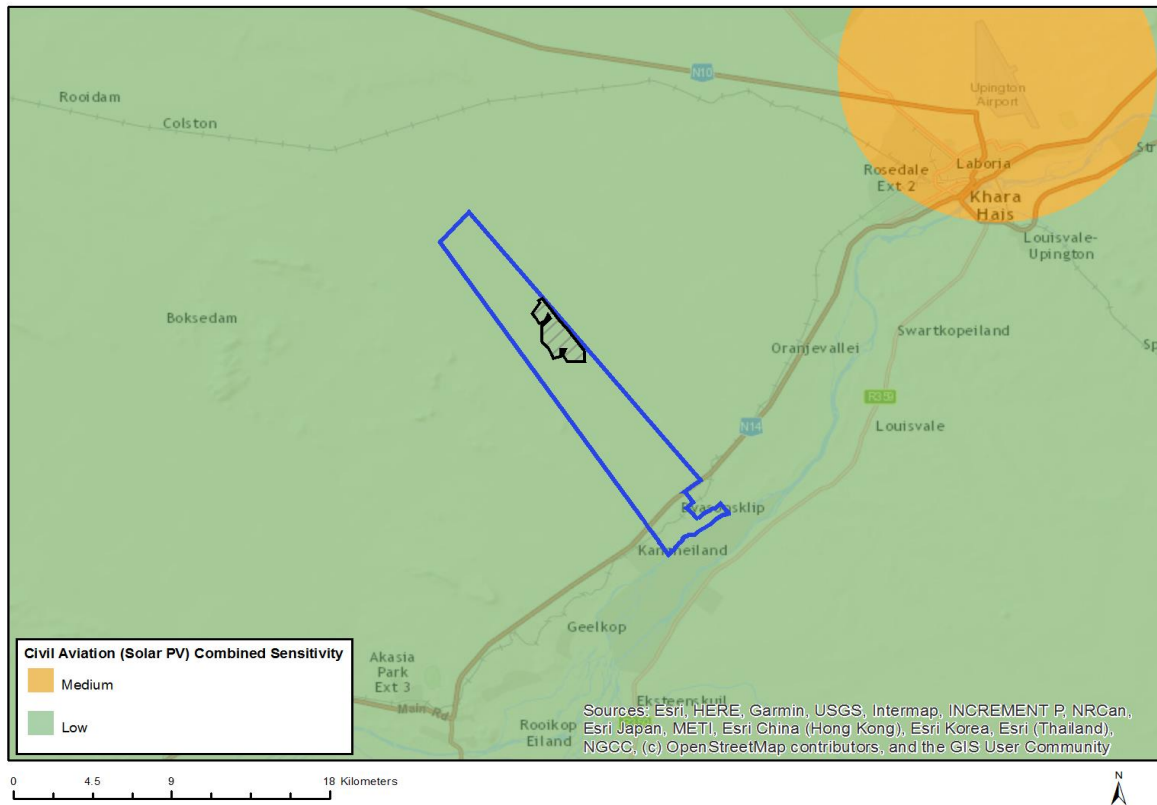 N10
Upington
Airport
Rooidam
Colston
Laboria
Rosedale
Ext 2
Khara
Hais
Louisvale-
Upington
Boksedam
Swartkopeiland
Oranjevallei
N14
Louisvale
Kanoneiland
Geelkop
Civil Aviation (Solar PV) Combined Sensitivity
Medium
Low
Akasia
Park
Ext 3
Main Rd
Eksteenskuil
Rooikop
Eiland
Sources: Esri, HERE, Garmin, USGS, Intermap, INCREMENT P, NRCan,
Esri Japan, METI, Esri China (Hong Kong), Esri Korea, Esri (Thailand),
NGCC, (c) OpenStreetMap contributors, and the GIS User Community
0 4.5 9 18 Kilometers
N